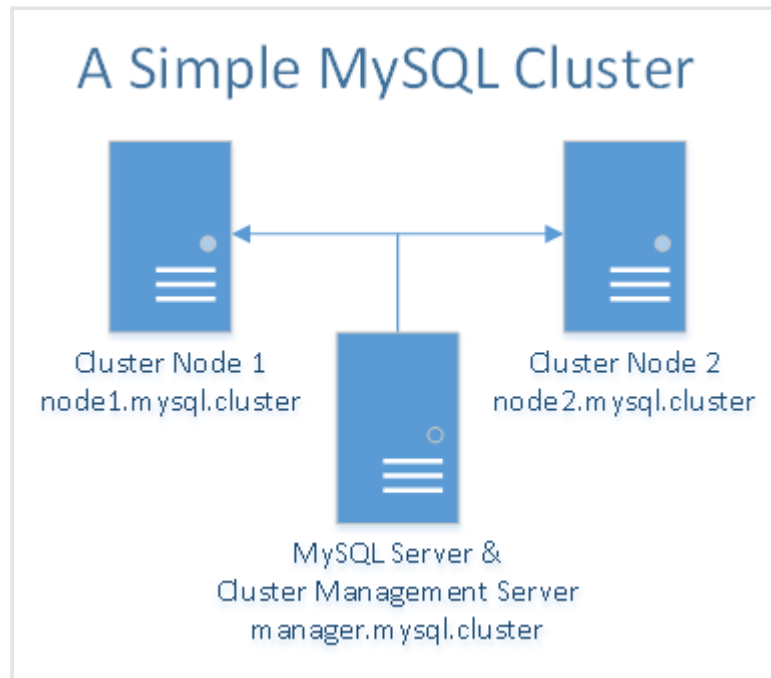 A Simple MySQL Cluster
Cluster Node 1
node1.mysql.cluster
Cluster Node 2
node2.mysql.cluster
MySQL Server &
Cluster Management Server
manager.mysql.cluster